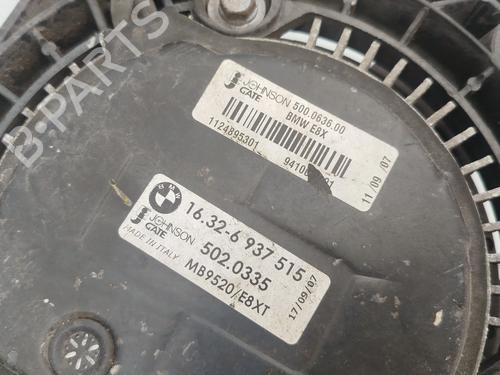 B-PARTS
JOHNSON 500.0636.00
GATE BMW E8X
1124895301
11/09/07
BMW
16.32-6 937 515
JOHNSON
GATE 502.0335
MADE IN ITALY MB9520/E8XT
17/09/07